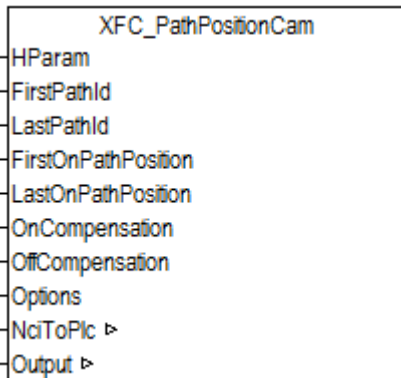 XFC_PathPositionCam
HParam
FirstPathId
LastPathId
FirstOnPathPosition
LastOnPathPosition
OnCompensation
OffCompensation
Options
NciToPlc ▷
Output ▷